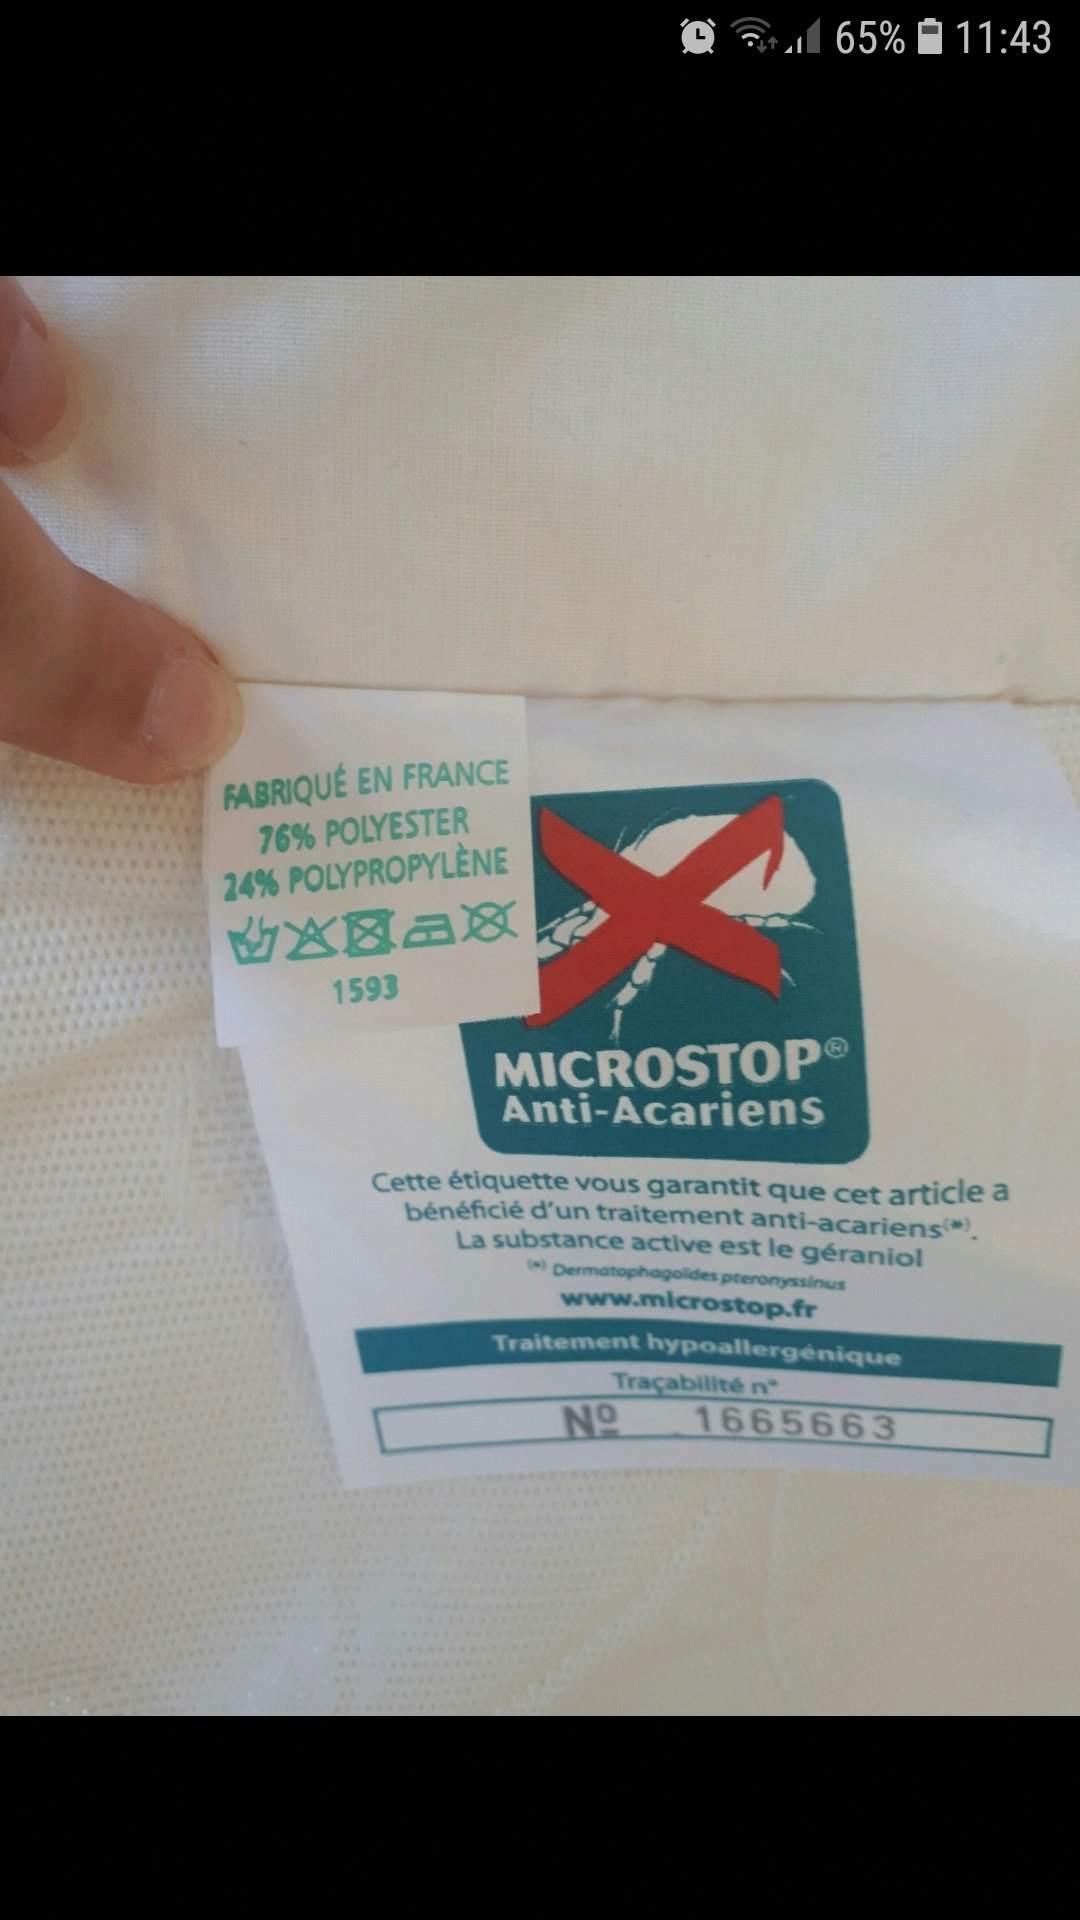 65% 11:43
FABRIQUÉ EN FRANCE
76% POLYESTER
24% POLYPROPYLÈNE
1593
MICROSTOP®
Anti-Acariens
Cette étiquette vous garantit que cet article a
bénéficié d'un traitement anti-acariens(*).
La substance active est le géraniol
(*) Dermatophagoïdes pteronyssinus
www.microstop.fr
Traitement hypoallergénique
Traçabilité n°
Nº 1665663